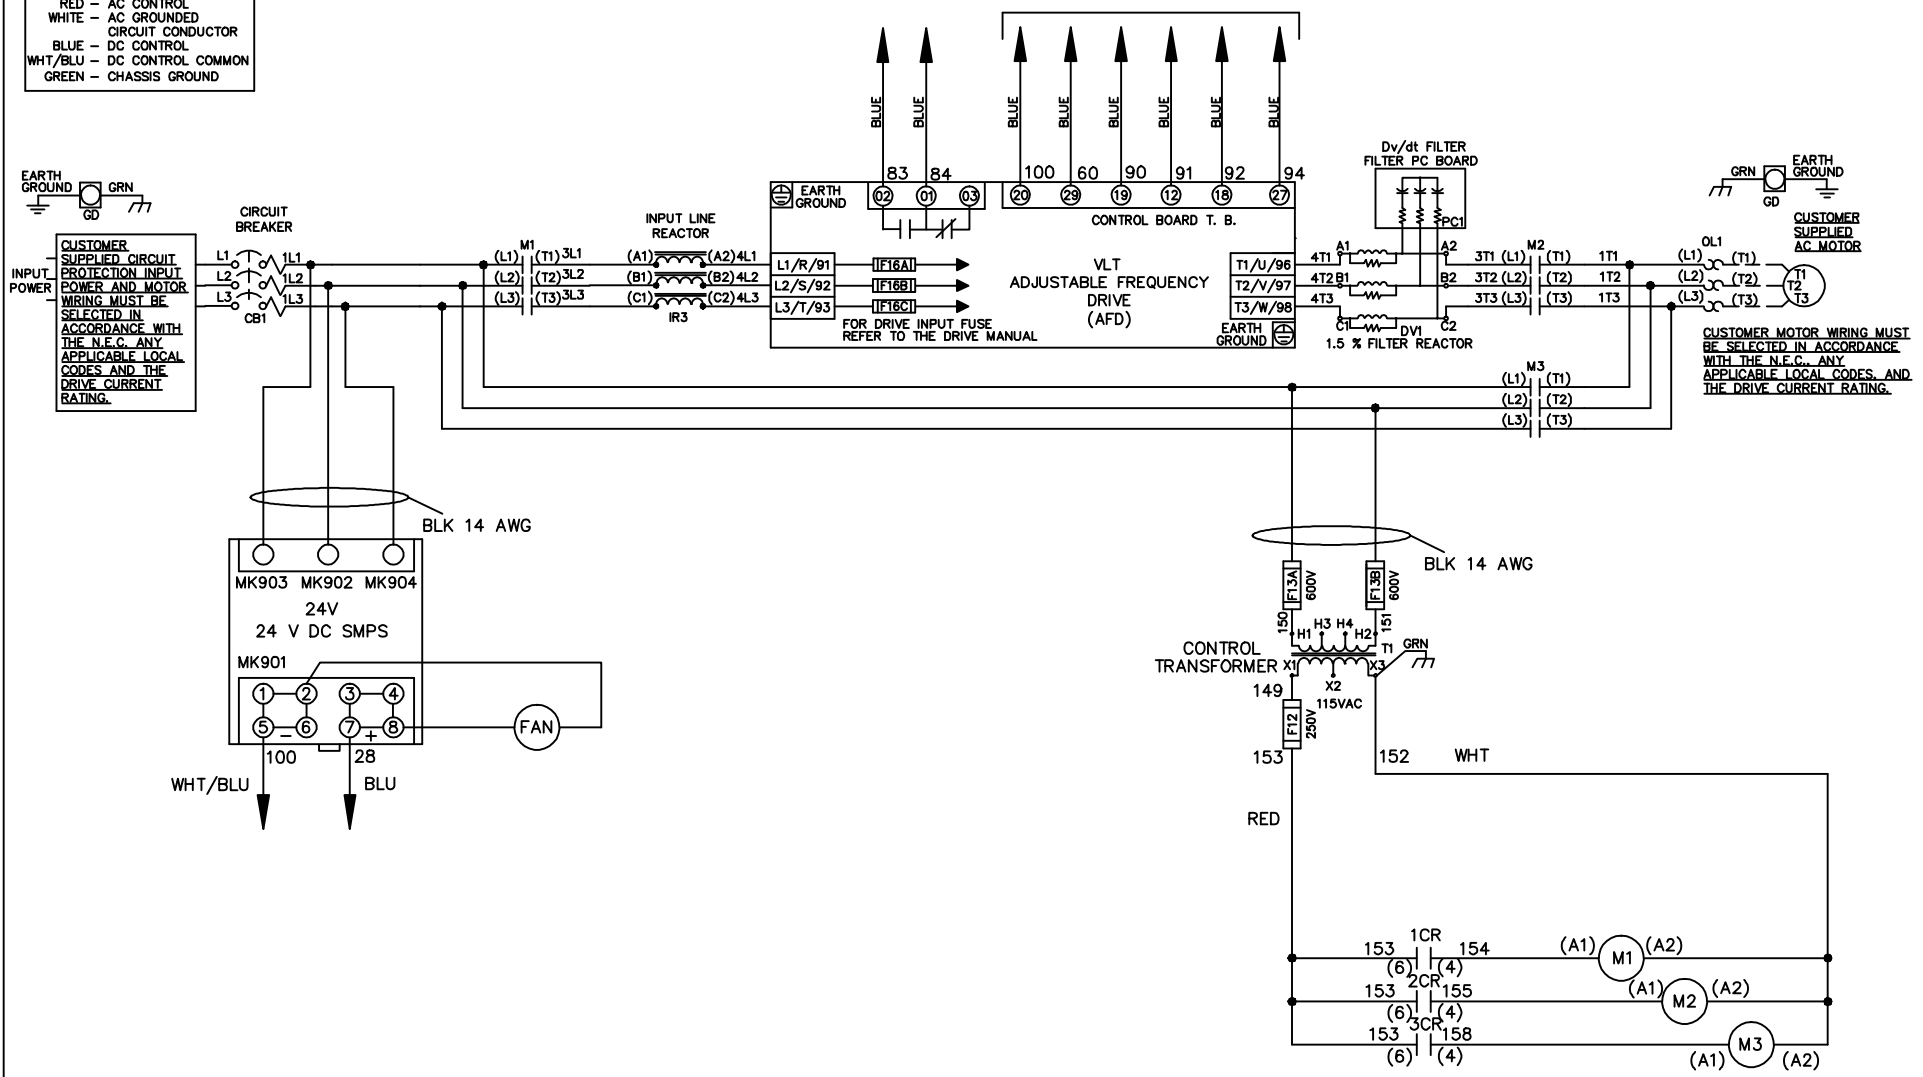 RED – AC CONTROL
WHITE – AC GROUNDED
CIRCUIT CONDUCTOR
BLUE – DC CONTROL
WHT/BLU – DC CONTROL COMMON
GREEN – CHASSIS GROUND
BLUE
BLUE
BLUE
BLUE
BLUE
BLUE
BLUE
BLUE
EARTH
GROUND
GRN
GD
CIRCUIT
BREAKER
INPUT
POWER
CUSTOMER
SUPPLIED CIRCUIT
PROTECTION INPUT
POWER AND MOTOR
WIRING MUST BE
SELECTED IN
ACCORDANCE WITH
THE N.E.C. ANY
APPLICABLE LOCAL
CODES AND THE
DRIVE CURRENT
RATING.
L1 1L1
L2 1L2
L3 1L3
CB1
M1
(L1) (T1) 3L1
(L2) (T2) 3L2
(L3) (T3) 3L3
INPUT LINE
REACTOR
(A1) (A2) 4L1
(B1) (B2) 4L2
(C1) (C2) 4L3
IR3
EARTH
GROUND
83 84
02 01 03
100 60 90 91 92 94
20 29 19 12 18 27
CONTROL BOARD T. B.
L1/R/91
L2/S/92
L3/T/93
F16A
F16B
F16C
FOR DRIVE INPUT FUSE
REFER TO THE DRIVE MANUAL
VLT
ADJUSTABLE FREQUENCY
DRIVE
(AFD)
T1/U/96
T2/V/97
T3/W/98
EARTH
GROUND
Dv/dt FILTER
FILTER PC BOARD
PC1
4T1 A1 A2
4T2 B1 B2
4T3 C1 C2
DV1
1.5 % FILTER REACTOR
M2
3T1 (L1) (T1) 1T1
3T2 (L2) (T2) 1T2
3T3 (L3) (T3) 1T3
OL1
(L1) (T1)
(L2) (T2)
(L3) (T3)
T1
T2
T3
GRN
GD
EARTH
GROUND
CUSTOMER
SUPPLIED
AC MOTOR
CUSTOMER MOTOR WIRING MUST
BE SELECTED IN ACCORDANCE
WITH THE N.E.C., ANY
APPLICABLE LOCAL CODES, AND
THE DRIVE CURRENT RATING.
M3
(L1) (T1)
(L2) (T2)
(L3) (T3)
BLK 14 AWG
MK903 MK902 MK904
24V
24 V DC SMPS
MK901
1 2 3 4
5 – 6 7 + 8
FAN
100 28
WHT/BLU BLU
BLK 14 AWG
F13A
600V
F13B
600V
150
151
H1 H3 H4 H2
T1
GRN
CONTROL
TRANSFORMER
X1 X2 X3
115VAC
149
F12
250V
153
152 WHT
RED
1CR
153 154 (A1) M1 (A2)
(6) (4)
2CR
153 155 (A1) M2 (A2)
(6) (4)
3CR
153 158 M3
(6) (4) (A1) (A2)